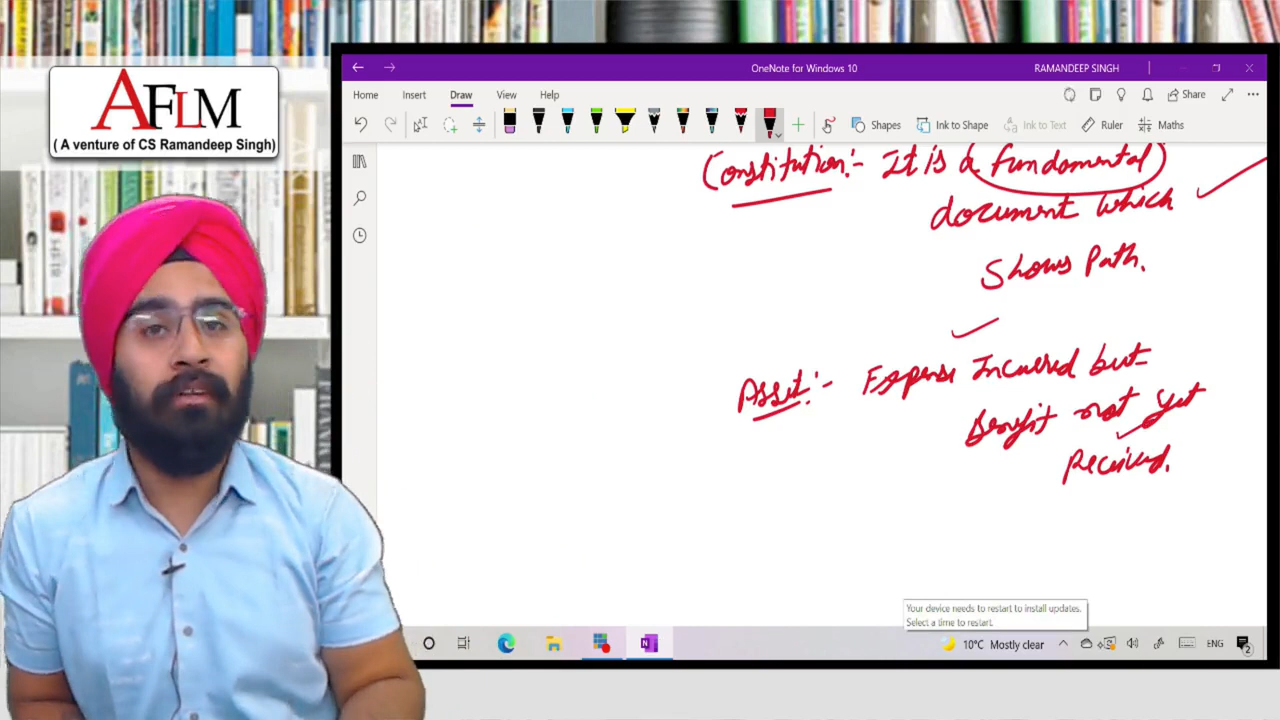 AFLM
( A venture of CS Ramandeep Singh)
OneNote for Windows 10
RAMANDEEP SINGH
Home Insert Draw View Help
Share
Shapes Ink to Shape Ink to Text Ruler Maths
Constitution:- It is a fundamental
document which
shows Path.
Asset:- Expense Incurred but
Benefit not yet
Received.
Your device needs to restart to install updates.
Select a time to restart.
10°C Mostly clear
ENG
2